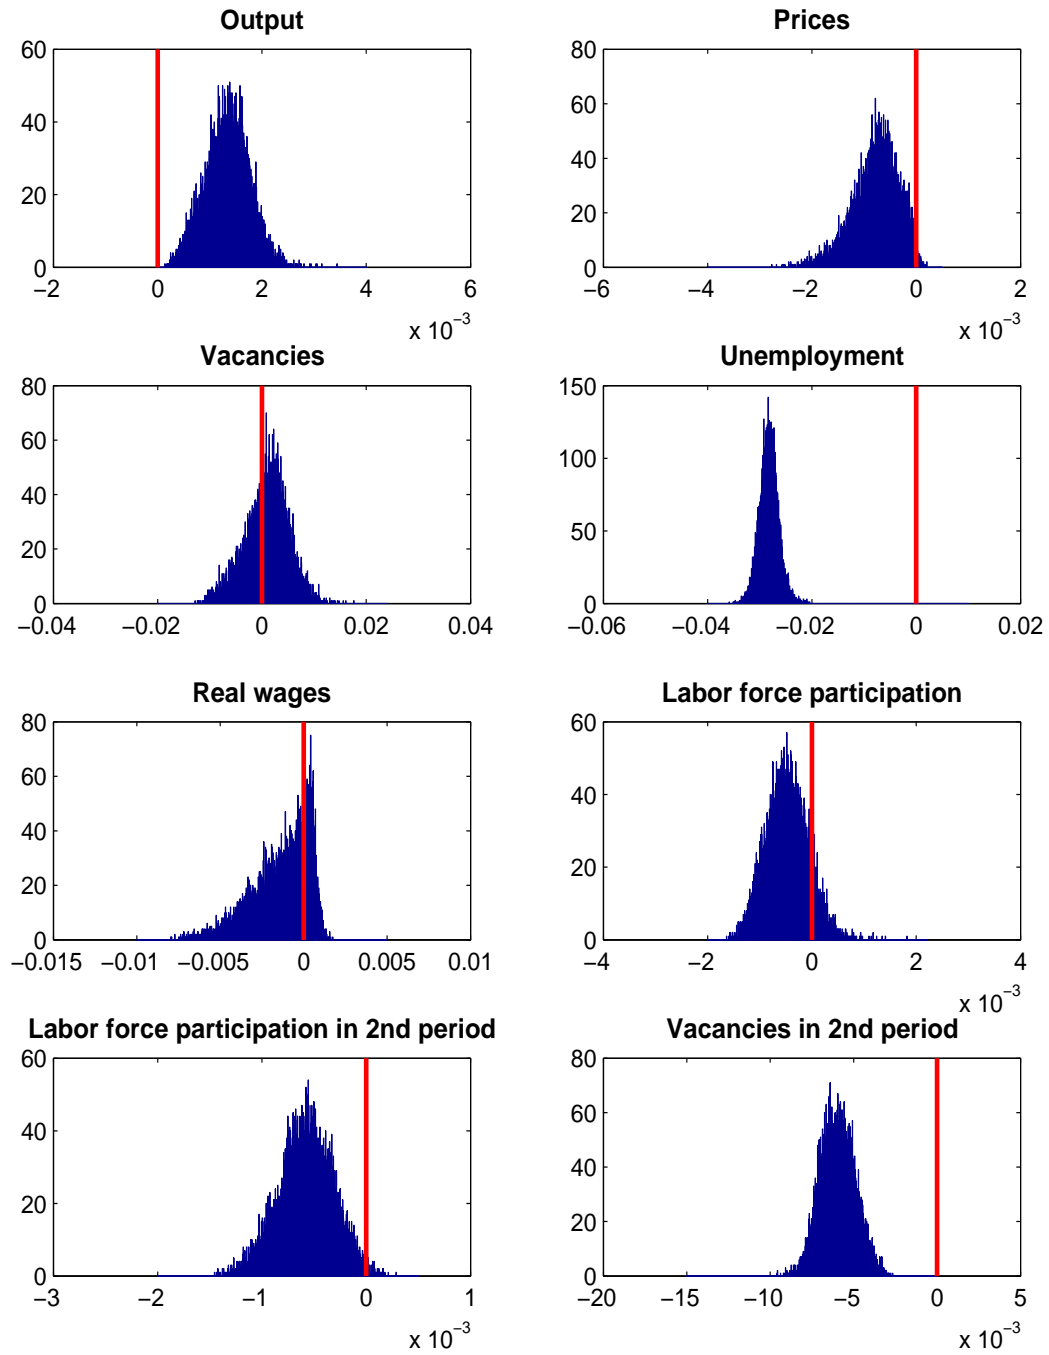 Output
60
40
20
0
−2 0 2 4 6
x 10−3
Prices
80
60
40
20
0
−6 −4 −2 0 2
x 10−3
Vacancies
80
60
40
20
0
−0.04 −0.02 0 0.02 0.04
Unemployment
150
100
50
0
−0.06 −0.04 −0.02 0 0.02
Real wages
80
60
40
20
0
−0.015 −0.01 −0.005 0 0.005 0.01
Labor force participation
60
40
20
0
−4 −2 0 2 4
x 10−3
Labor force participation in 2nd period
60
40
20
0
−3 −2 −1 0 1
x 10−3
Vacancies in 2nd period
80
60
40
20
0
−20 −15 −10 −5 0 5
x 10−3